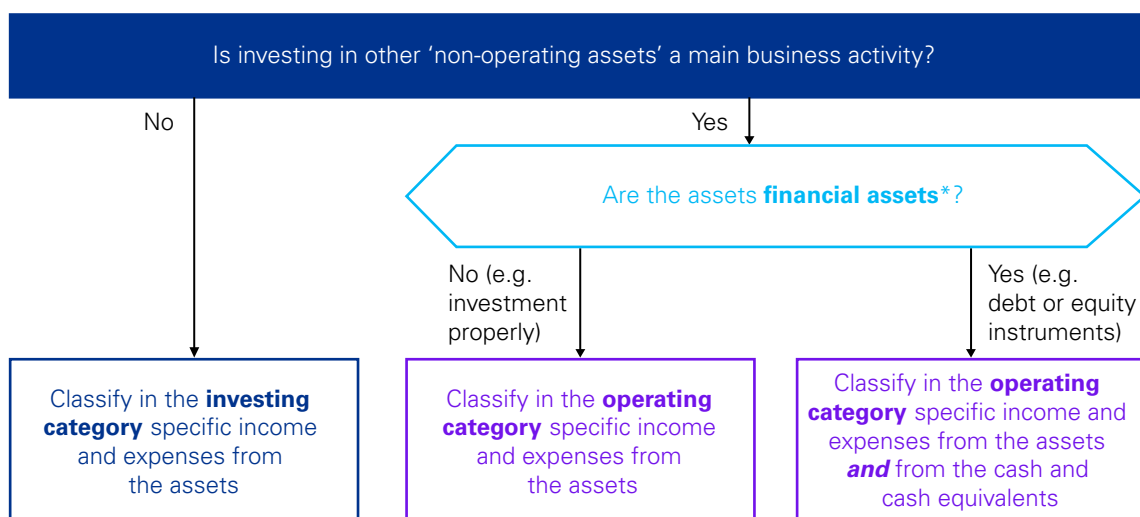 Is investing in other ‘non-operating assets’ a main business activity?
No
Yes
Are the assets financial assets*?
No (e.g.
investment
properly)
Yes (e.g.
debt or equity
instruments)
Classify in the investing
category specific income
and expenses from
the assets
Classify in the operating
category specific income
and expenses from
the assets
Classify in the operating
category specific income and
expenses from the assets
and from the cash and
cash equivalents